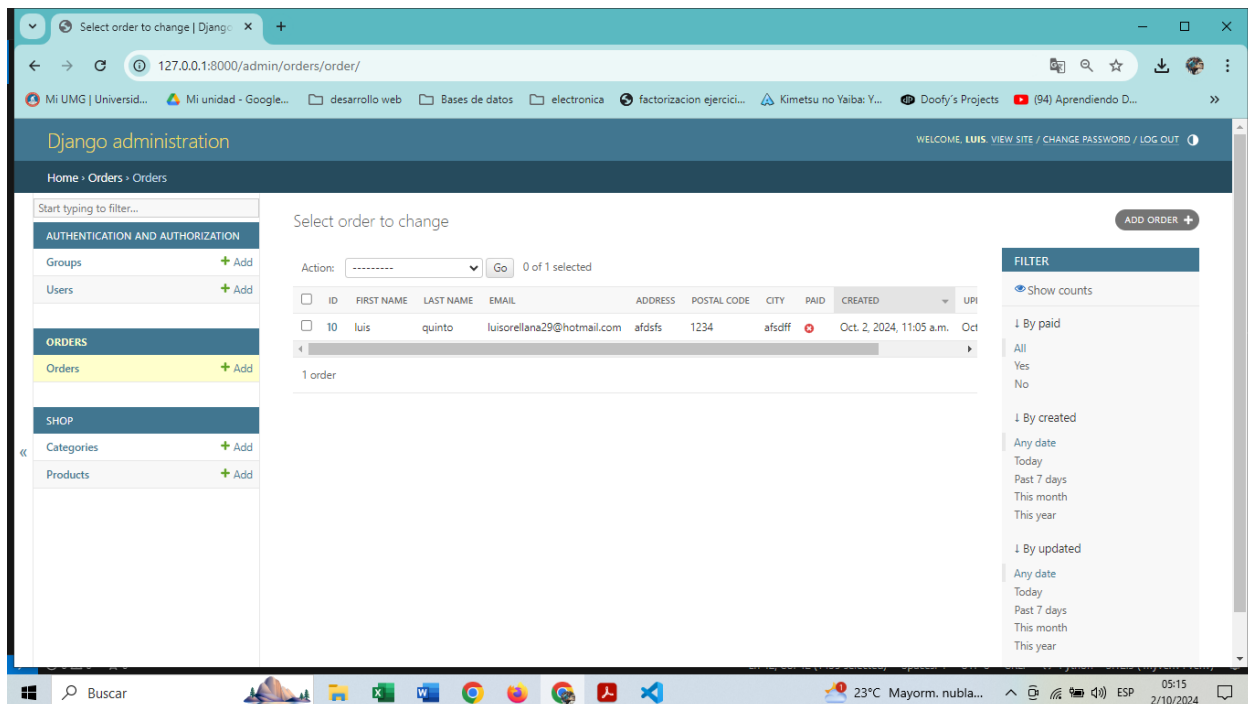 Select order to change | Django
127.0.0.1:8000/admin/orders/order/
Mi UMG | Universid... Mi unidad - Google... desarrollo web Bases de datos electronica factorizacion ejercici... Kimetsu no Yaiba: Y... Doofy´s Projects (94) Aprendiendo D... »
Django administration
WELCOME, LUIS. VIEW SITE / CHANGE PASSWORD / LOG OUT
Home › Orders › Orders
Start typing to filter...
AUTHENTICATION AND AUTHORIZATION
Groups + Add
Users + Add
ORDERS
Orders + Add
SHOP
Categories + Add
Products + Add
«
Select order to change
ADD ORDER +
Action: --------- Go 0 of 1 selected
ID FIRST NAME LAST NAME EMAIL ADDRESS POSTAL CODE CITY PAID CREATED UPI
10 luis quinto luisorellana29@hotmail.com afdsfs 1234 afsdff Oct. 2, 2024, 11:05 a.m. Oct
1 order
FILTER
Show counts
↓ By paid
All
Yes
No
↓ By created
Any date
Today
Past 7 days
This month
This year
↓ By updated
Any date
Today
Past 7 days
This month
This year
Buscar
23°C Mayorm. nubla...
ESP
05:15
2/10/2024